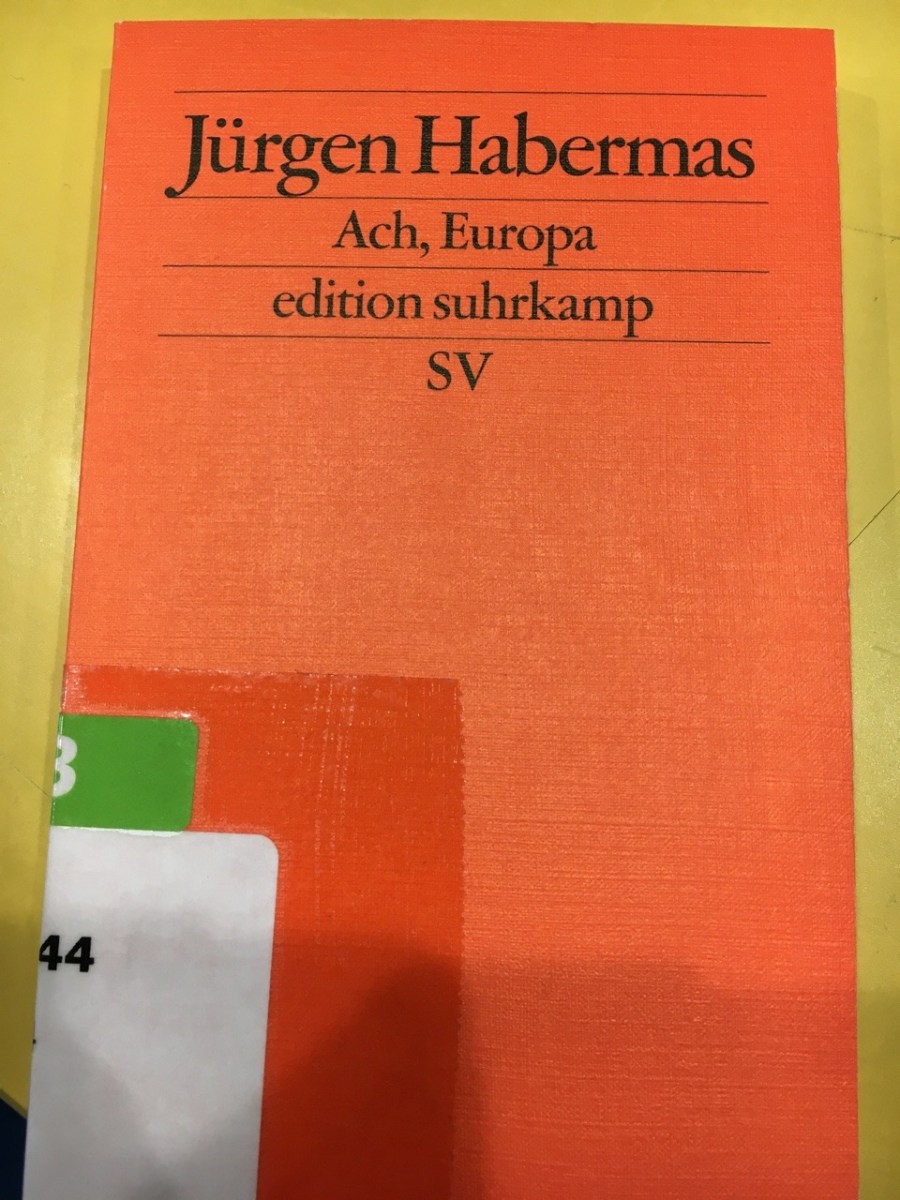 Jürgen Habermas
Ach, Europa
edition suhrkamp
SV
44